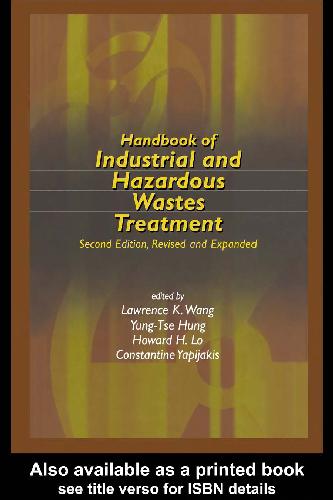 Handbook of
Industrial and
Hazardous
Wastes
Treatment
Second Edition, Revised and Expanded
edited by
Lawrence K. Wang
Yung-Tse Hung
Howard H. Lo
Constantine Yapijakis
Also available as a printed book
see title verso for ISBN details